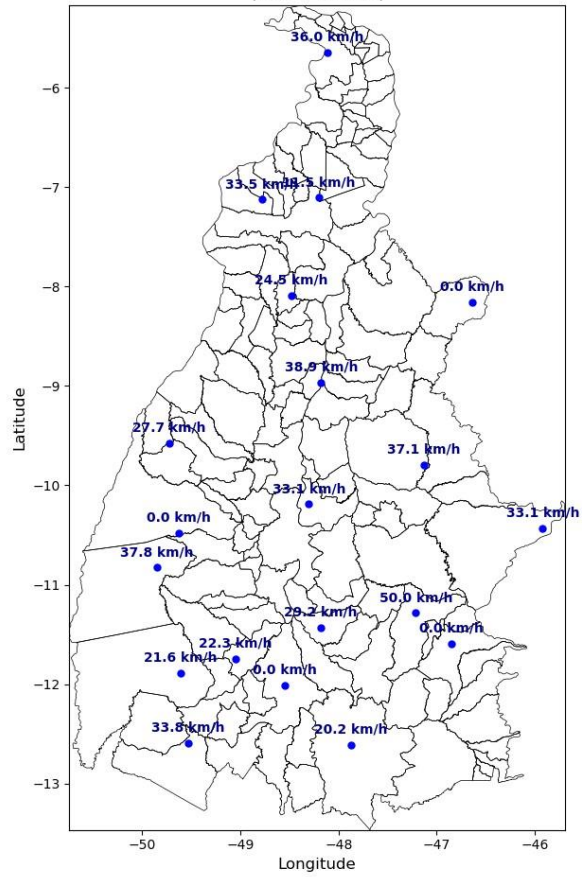 36.0 km/h
−6
−7
33.5 km/h
−8
24.5 km/h
0.0 km/h
38.9 km/h
−9
Latitude
27.7 km/h
37.1 km/h
−10
33.1 km/h
33.1 km/h
0.0 km/h
37.8 km/h
−11
50.0 km/h
29.2 km/h
0.0 km/h
22.3 km/h
21.6 km/h
0.0 km/h
−12
33.8 km/h
20.2 km/h
−13
−50
−49
−48
−47
−46
Longitude